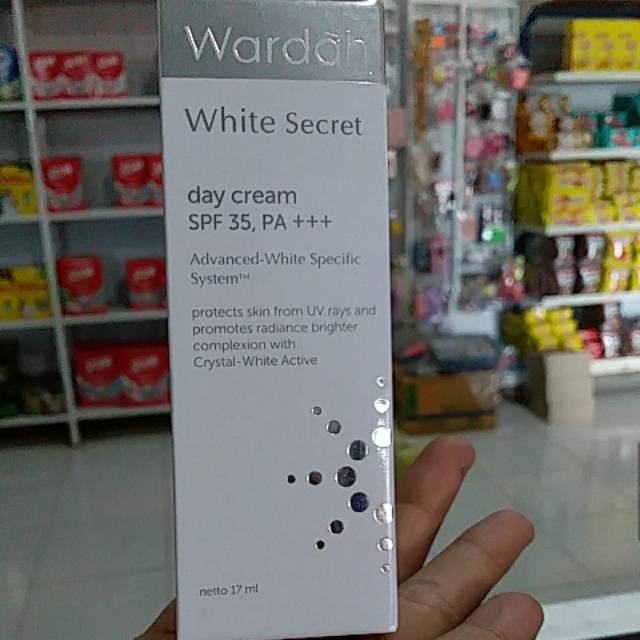 Wardah
White Secret
day cream
SPF 35, PA +++
Advanced-White Specific
System™
protects skin from UV rays and
promotes radiance brighter
complexion with
Crystal-White Active
netto 17 ml